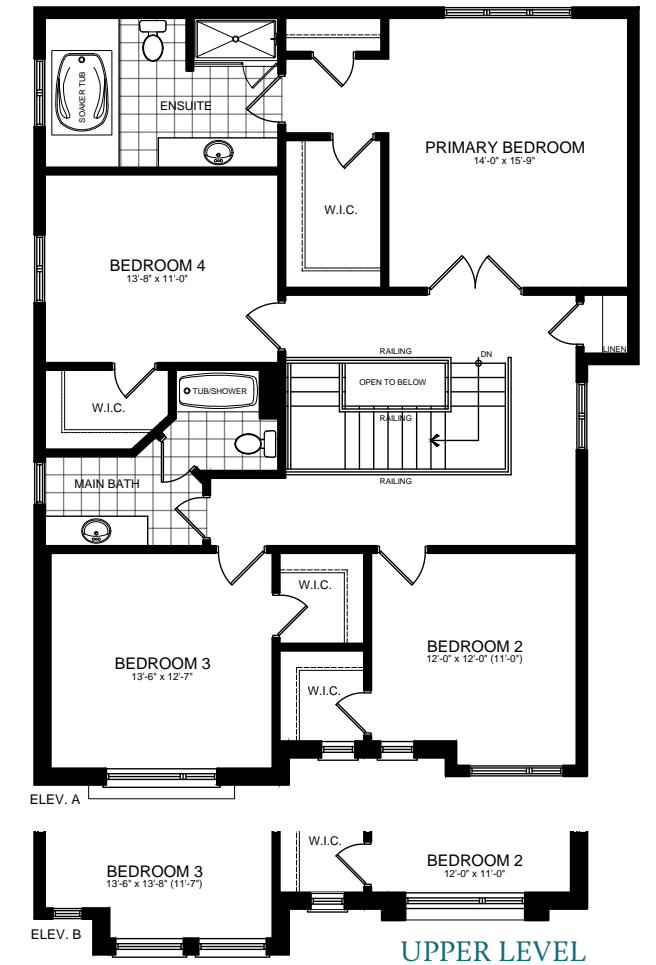 SOAKER TUB
ENSUITE
PRIMARY BEDROOM
14'-0" x 15'-9"
W.I.C.
BEDROOM 4
13'-8" x 11'-0"
LINEN
RAILING
DN
OPEN TO BELOW
TUB/SHOWER
W.I.C.
RAILING
RAILING
MAIN BATH
W.I.C.
BEDROOM 3
13'-6" x 12'-7"
BEDROOM 2
12'-0" x 12'-0" (11'-0")
W.I.C.
ELEV. A
W.I.C.
BEDROOM 3
13'-6" x 13'-8" (11'-7")
BEDROOM 2
12'-0" x 11'-0"
ELEV. B
UPPER LEVEL